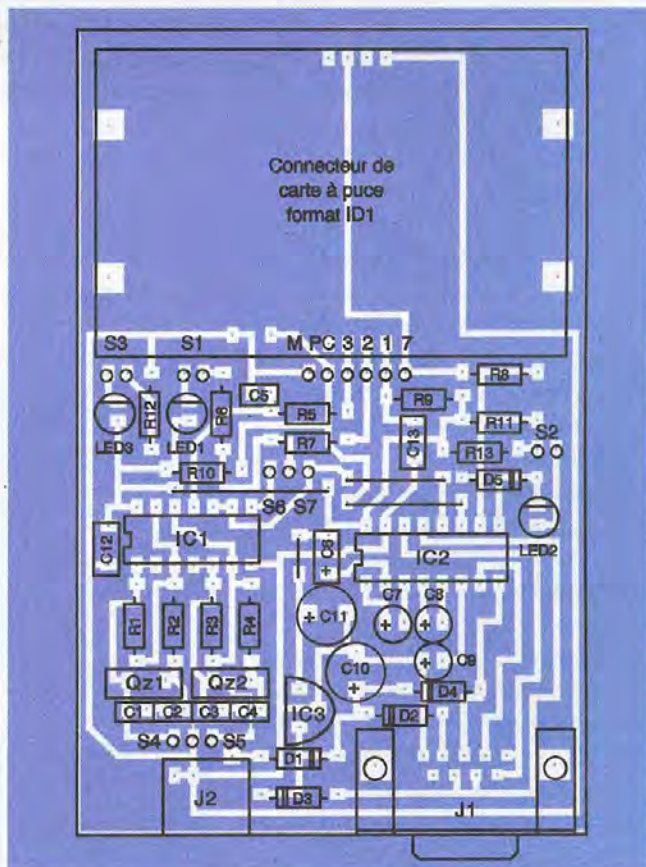 Connecteur de
carte à puce
format ID1
S3 S1 M PC 3 2 1 7
R8
C5 R9
R12 R6 R5
LED3 LED1 R11 S2
R7 C13 R13
R10 D5
S6 S7
C12 IC1 C6 IC2 LED2
R1 R2 R3 R4 C11 C7 C8
C10 C9
Qz1 Qz2 D4
C1 C2 C3 C4 IC3 D2
S4 S5
D1
J2 D3 J1